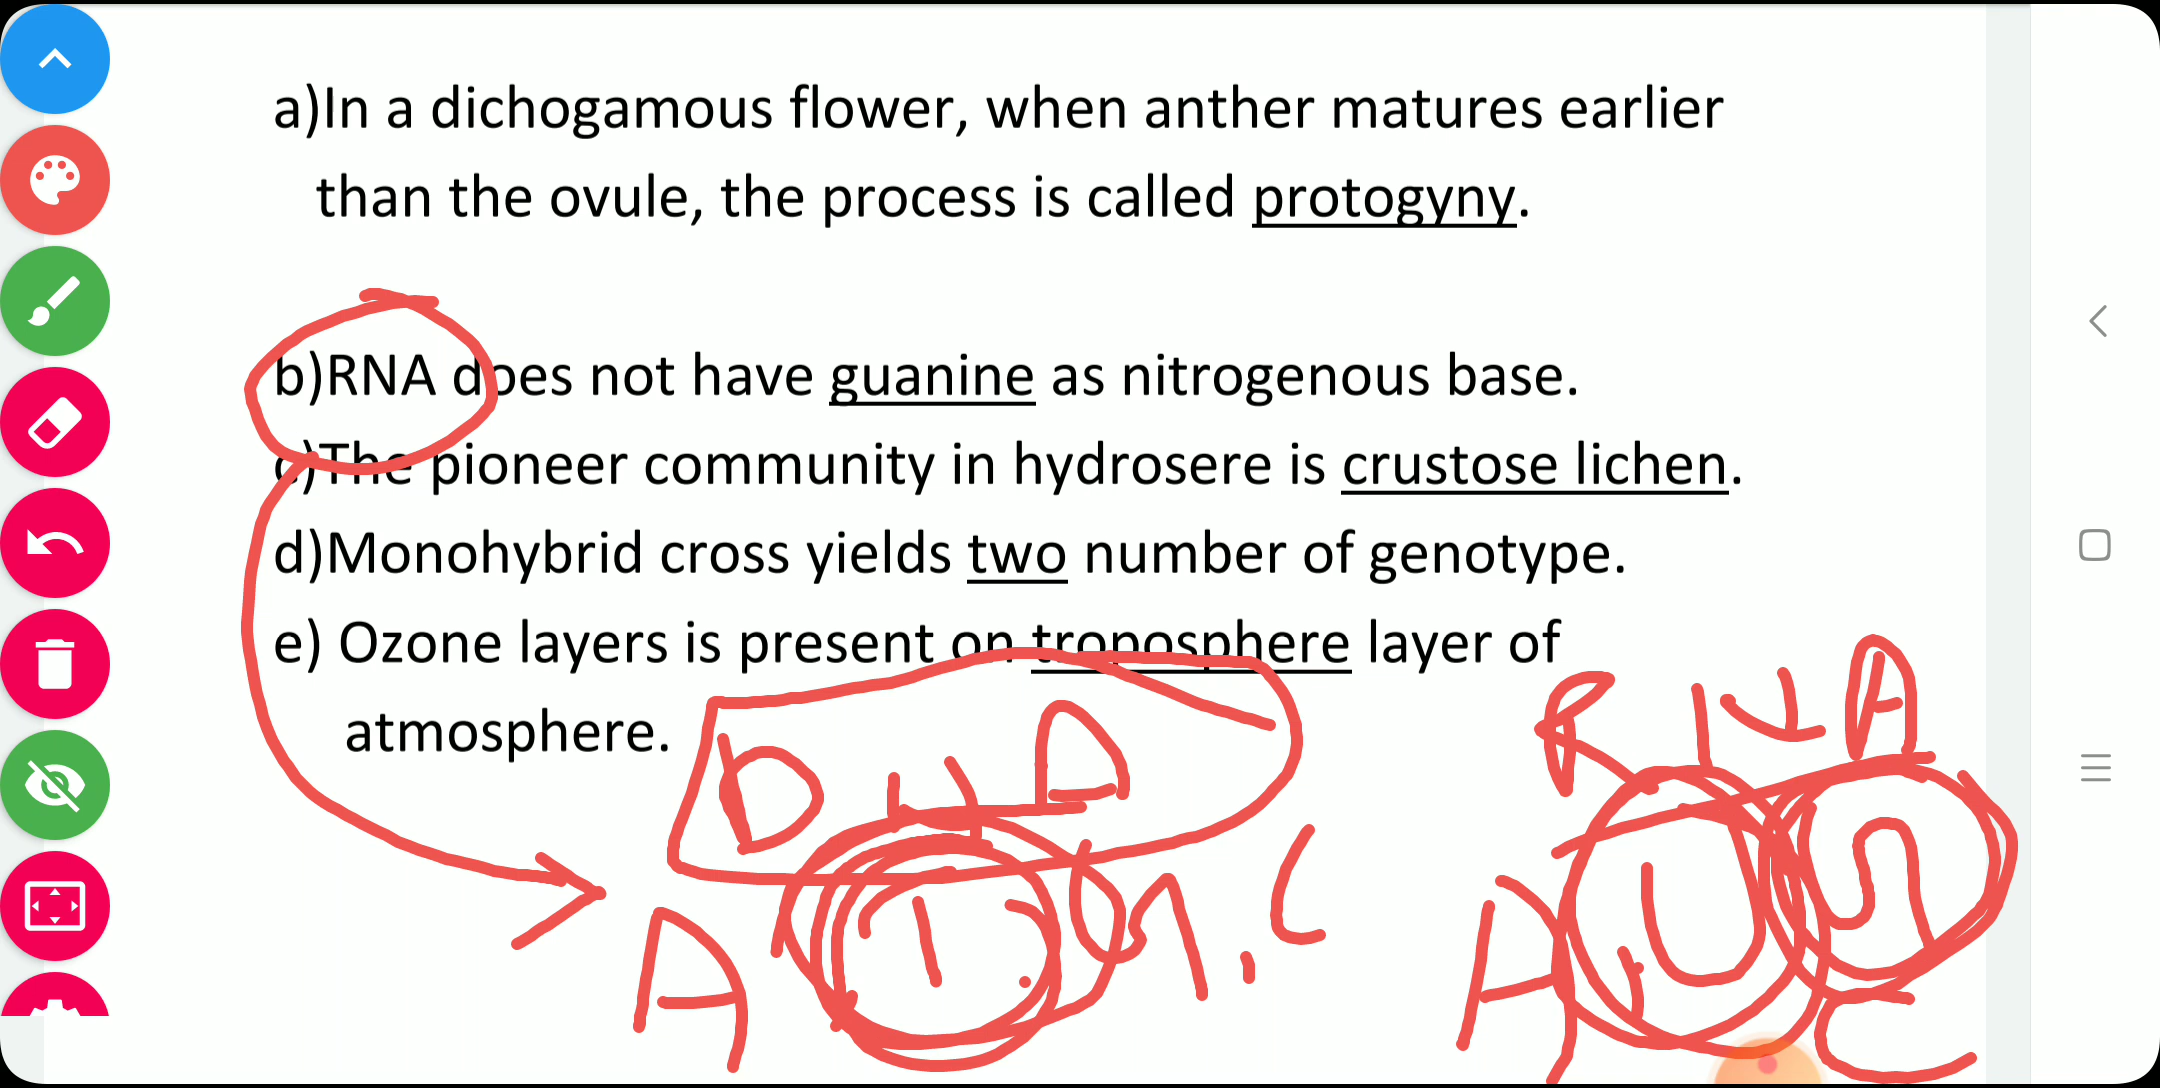 a)In a dichogamous flower, when anther matures earlier
than the ovule, the process is called protogyny.
b)RNA does not have guanine as nitrogenous base.
c)The pioneer community in hydrosere is crustose lichen.
d)Monohybrid cross yields two number of genotype.
e) Ozone layers is present on troposphere layer of
atmosphere.
DNA
RNA
A T C
A, U C